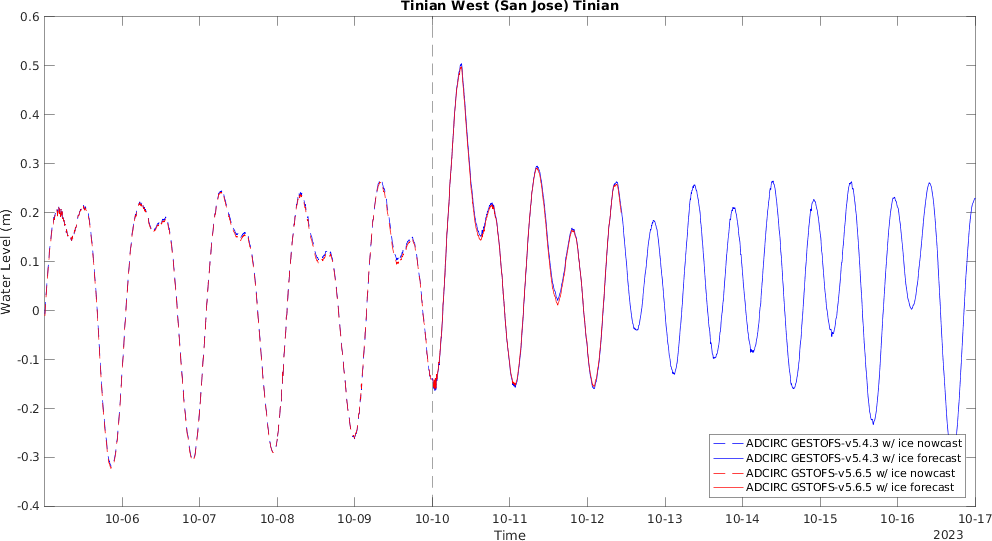 Tinian West (San Jose) Tinian
0.6
0.5
0.4
0.3
0.2
0.1
0
-0.1
-0.2
-0.3
-0.4
Water Level (m)
ADCIRC GESTOFS-v5.4.3 w/ ice nowcast
ADCIRC GESTOFS-v5.4.3 w/ ice forecast
ADCIRC GSTOFS-v5.6.5 w/ ice nowcast
ADCIRC GSTOFS-v5.6.5 w/ ice forecast
10-06 10-07 10-08 10-09 10-10 10-11 10-12 10-13 10-14 10-15 10-16 10-17
Time
2023